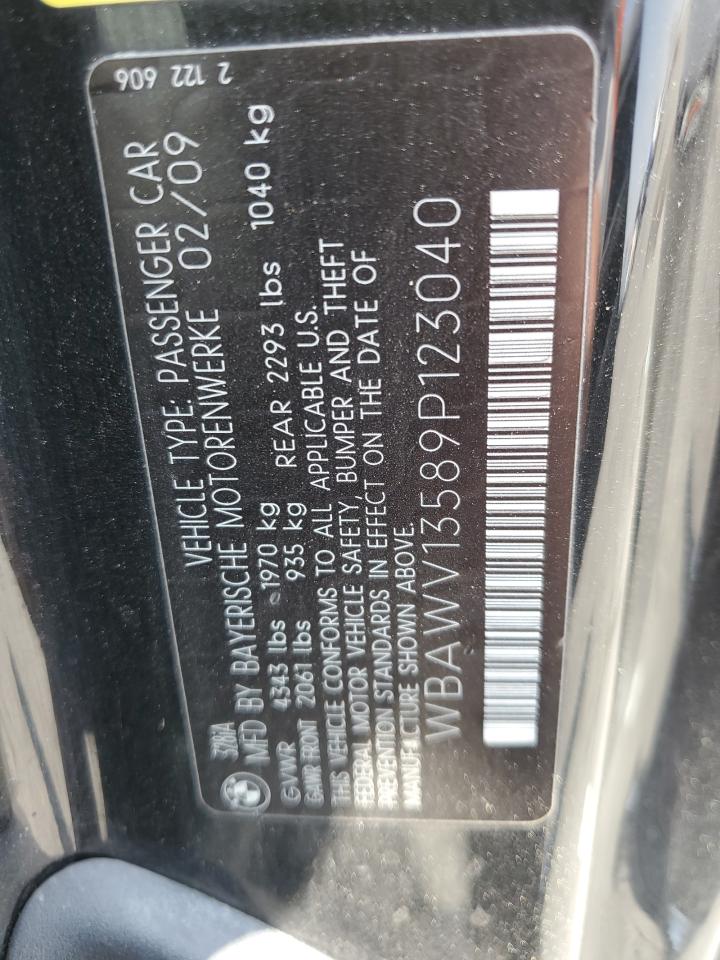 2 122 606
328iA
VEHICLE TYPE: PASSENGER CAR
MFD BY BAYERISCHE MOTORENWERKE 02/09
GVWR 4343 lbs 1970 kg
GAWR FRONT 2061 lbs 935 kg REAR 2293 lbs 1040 kg
THIS VEHICLE CONFORMS TO ALL APPLICABLE U.S.
FEDERAL MOTOR VEHICLE SAFETY, BUMPER AND THEFT
PREVENTION STANDARDS IN EFFECT ON THE DATE OF
MANUFACTURE SHOWN ABOVE.
WBAWV13589P123040